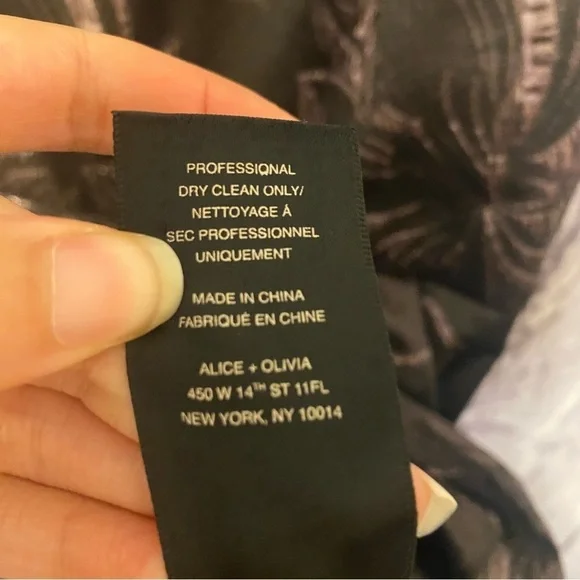 PROFESSIONAL
DRY CLEAN ONLY/
NETTOYAGE À
SEC PROFESSIONNEL
UNIQUEMENT
MADE IN CHINA
FABRIQUÉ EN CHINE
ALICE + OLIVIA
450 W 14TH ST 11FL
NEW YORK, NY 10014